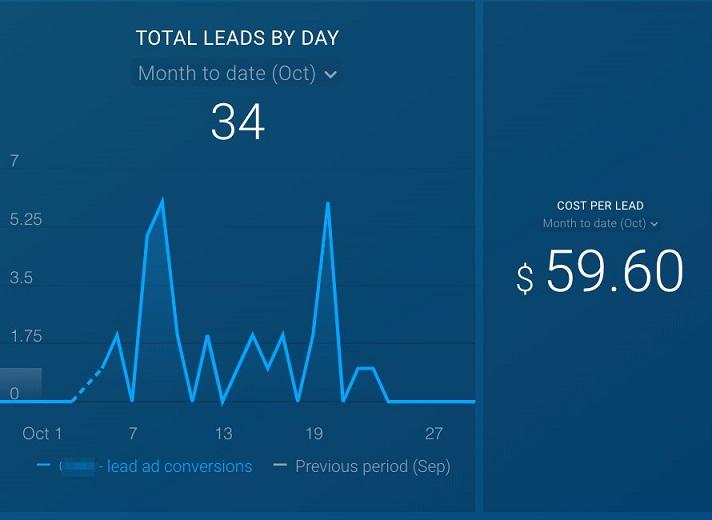 TOTAL LEADS BY DAY
Month to date (Oct)
34
7
5.25
3.5
1.75
0
Oct 1 7 13 19 27
- lead ad conversions Previous period (Sep)
COST PER LEAD
Month to date (Oct)
$ 59.60